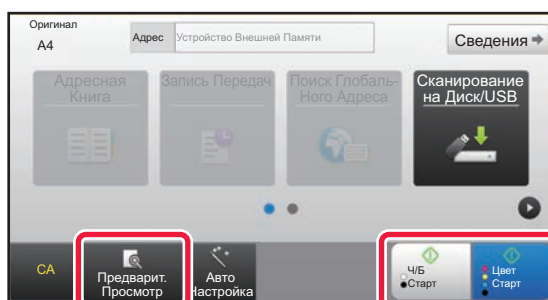 Оригинал
A4
Адрес
Устройство Внешней Памяти
Сведения
Адресная
Книга
Запись Передач
Поиск Глобаль-
Ного Адреса
Сканирование
на Диск/USB
CA
Предварит.
Просмотр
Авто
Настройка
Ч/Б
Старт
Цвет
Старт